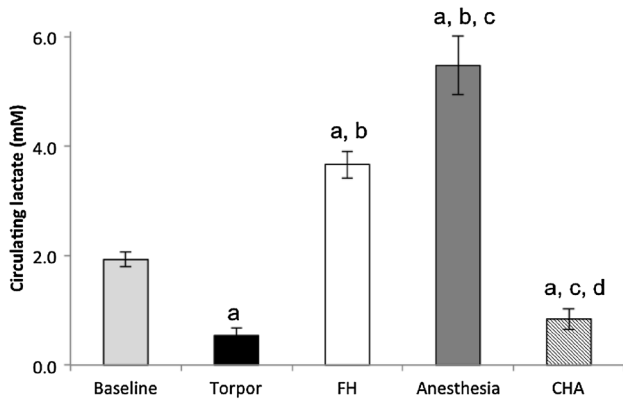 Circulating lactate (mM)
6.0
4.0
2.0
0.0
a
a, b
a, b, c
a, c, d
Baseline Torpor FH Anesthesia CHA